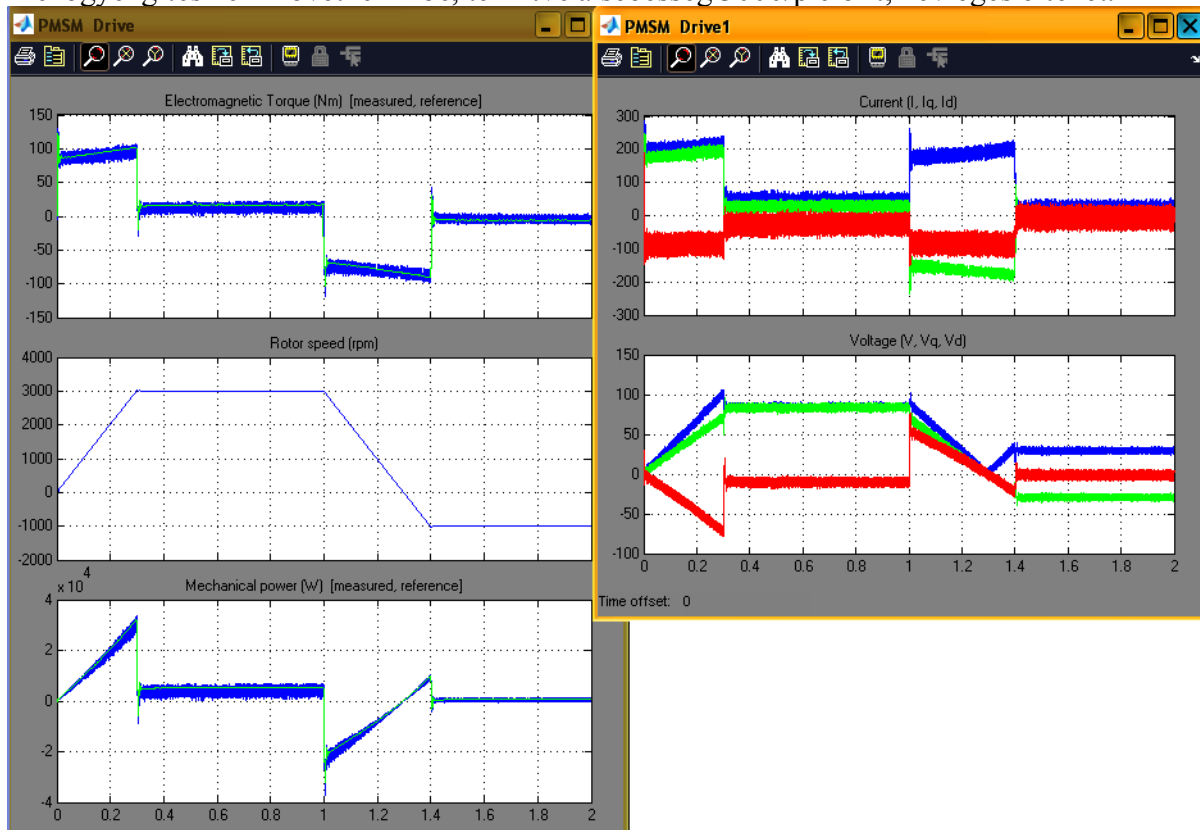 PMSM Drive
Electromagnetic Torque (Nm) [measured, reference]
150
100
50
0
-50
-100
-150
Rotor speed (rpm)
4000
3000
2000
1000
0
-1000
-2000
x 10 4
Mechanical power (W) [measured, reference]
4
2
0
-2
-4
0 0.2 0.4 0.6 0.8 1 1.2 1.4 1.6 1.8 2
PMSM Drive1
Current (I, Iq, Id)
300
200
100
0
-100
-200
-300
Voltage (V, Vq, Vd)
150
100
50
0
-50
-100
0 0.2 0.4 0.6 0.8 1 1.2 1.4 1.6 1.8 2
Time offset: 0